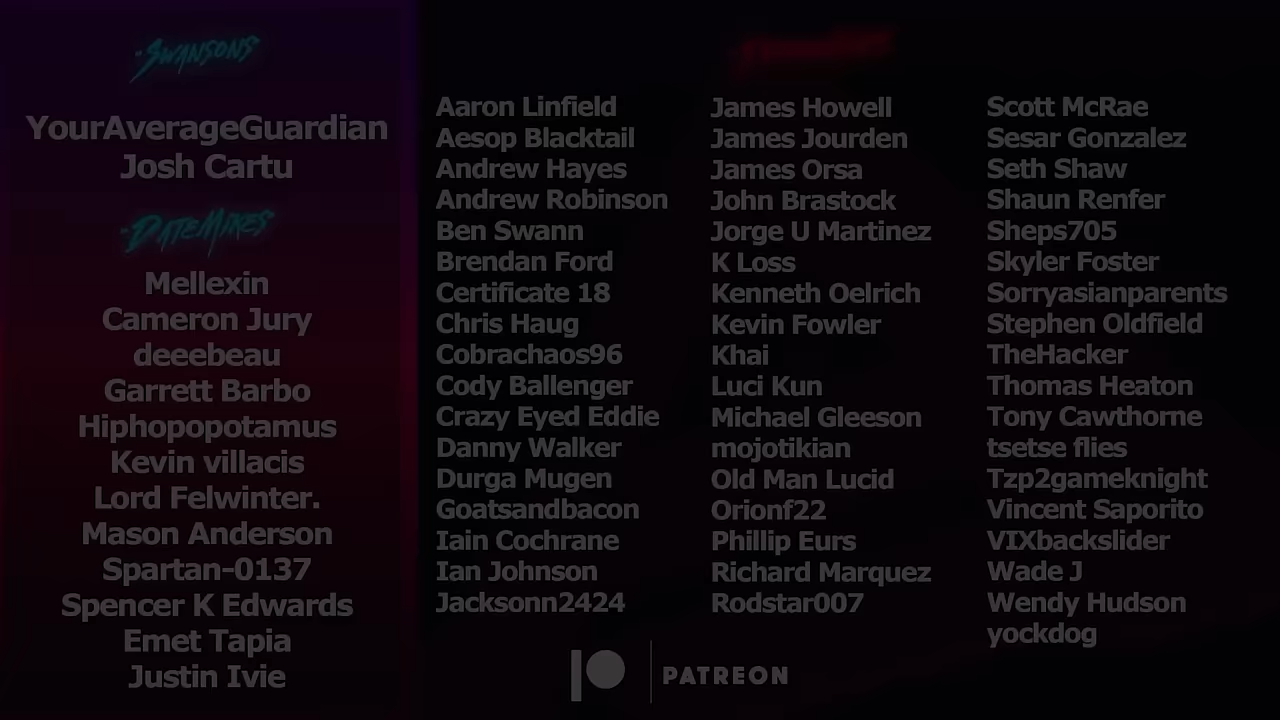 Swansons
YourAverageGuardian
Josh Cartu
DateMikes
Mellexin
Cameron Jury
deeebeau
Garrett Barbo
Hiphopopotamus
Kevin villacis
Lord Felwinter.
Mason Anderson
Spartan-0137
Spencer K Edwards
Emet Tapia
Justin Ivie
Aaron Linfield
Aesop Blacktail
Andrew Hayes
Andrew Robinson
Ben Swann
Brendan Ford
Certificate 18
Chris Haug
Cobrachaos96
Cody Ballenger
Crazy Eyed Eddie
Danny Walker
Durga Mugen
Goatsandbacon
Iain Cochrane
Ian Johnson
Jacksonn2424
James Howell
James Jourden
James Orsa
John Brastock
Jorge U Martinez
K Loss
Kenneth Oelrich
Kevin Fowler
Khai
Luci Kun
Michael Gleeson
mojotikian
Old Man Lucid
Orionf22
Phillip Eurs
Richard Marquez
Rodstar007
Scott McRae
Sesar Gonzalez
Seth Shaw
Shaun Renfer
Sheps705
Skyler Foster
Sorryasianparents
Stephen Oldfield
TheHacker
Thomas Heaton
Tony Cawthorne
tsetse flies
Tzp2gameknight
Vincent Saporito
VIXbackslider
Wade J
Wendy Hudson
yockdog
PATREON